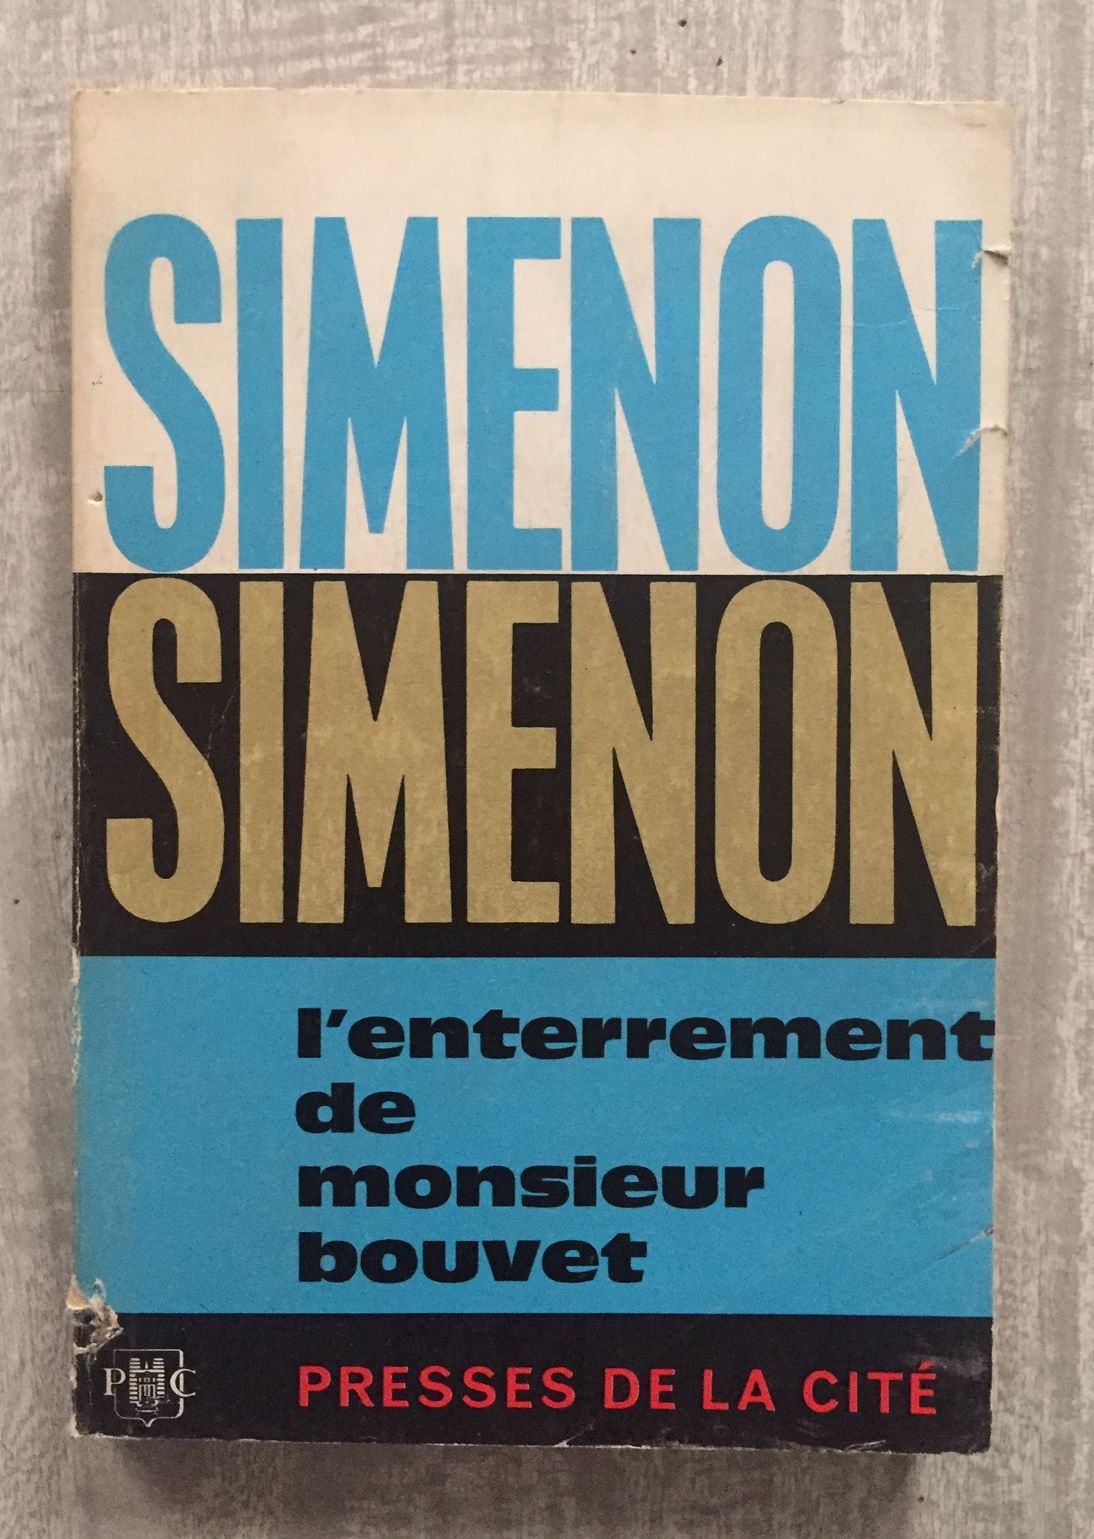 SIMENON
SIMENON
l'enterrement
de
monsieur
bouvet
P C
PRESSES DE LA CITÉ